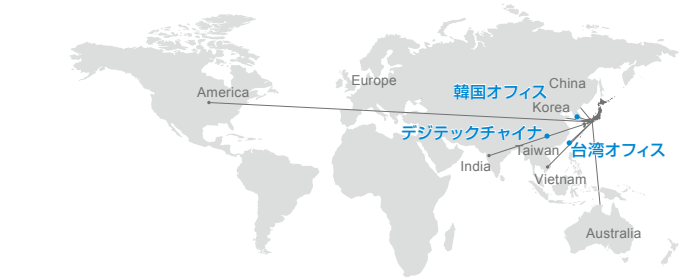 Europe
China
America
韓国オフィス
Korea
デジテックチャイナ
Taiwan
台湾オフィス
India
Vietnam
Australia